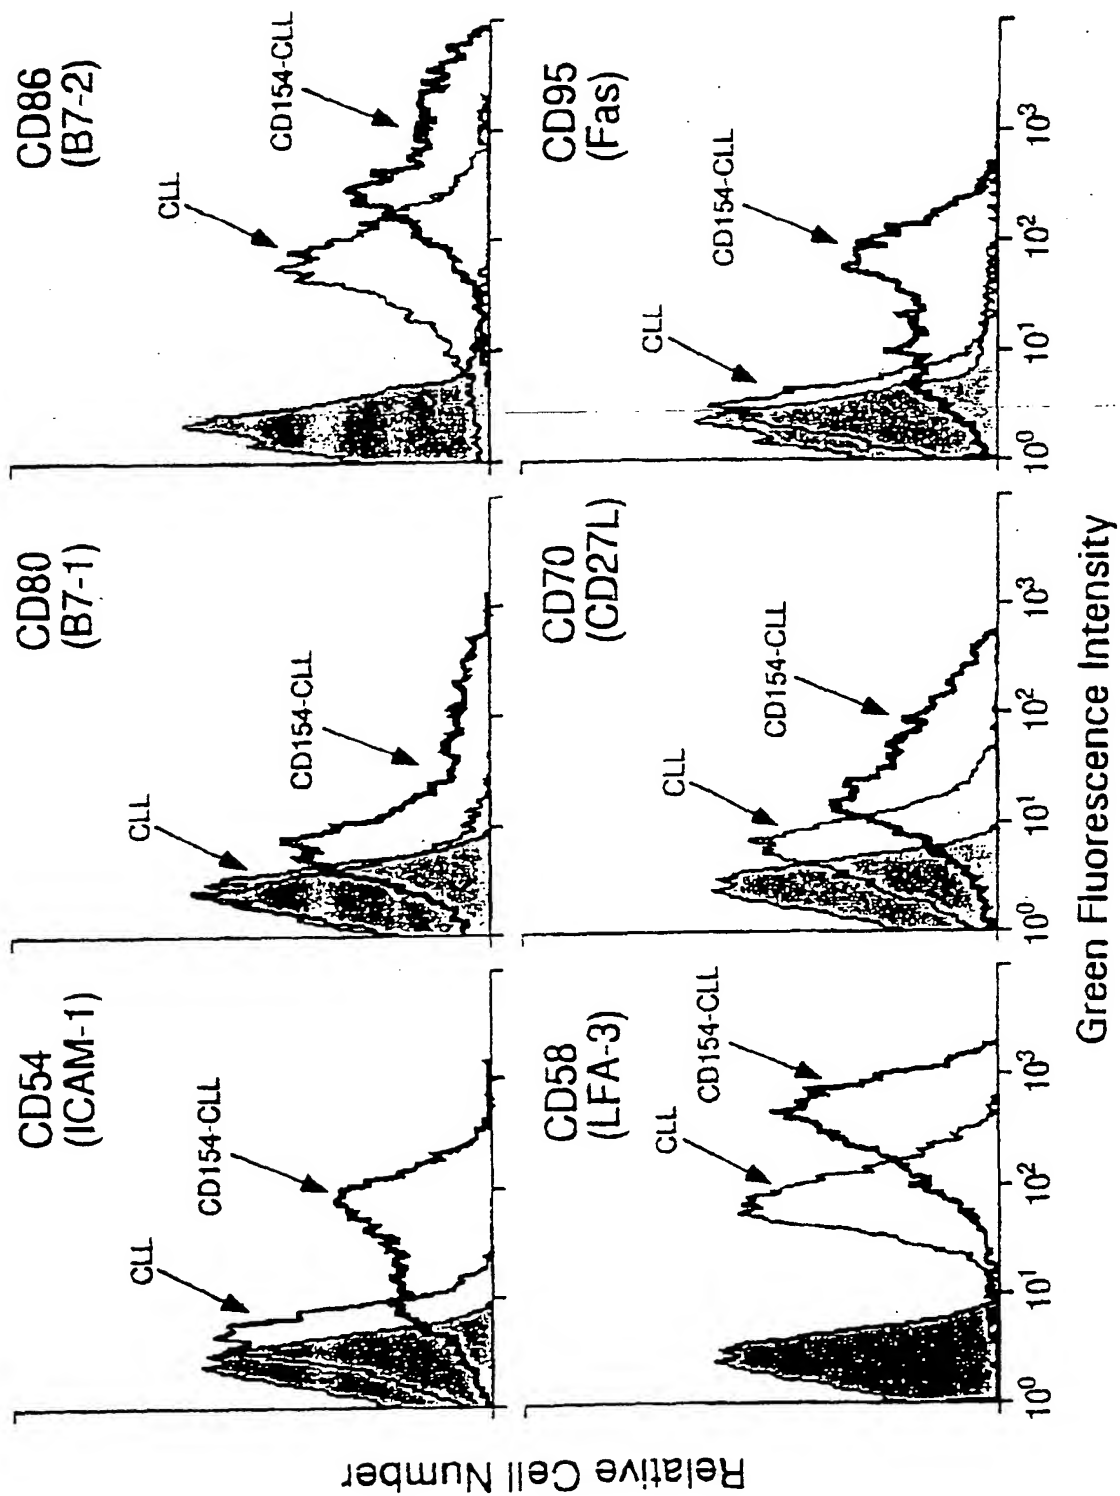 CD54
(ICAM-1)
CLL
CD154-CLL
CD80
(B7-1)
CLL
CD154-CLL
CD86
(B7-2)
CLL
CD154-CLL
CD58
(LFA-3)
CLL
CD154-CLL
10⁰ 10¹ 10² 10³
CD70
(CD27L)
CLL
CD154-CLL
10⁰ 10¹ 10² 10³
CD95
(Fas)
CLL
CD154-CLL
10⁰ 10¹ 10² 10³
Relative Cell Number
Green Fluorescence Intensity